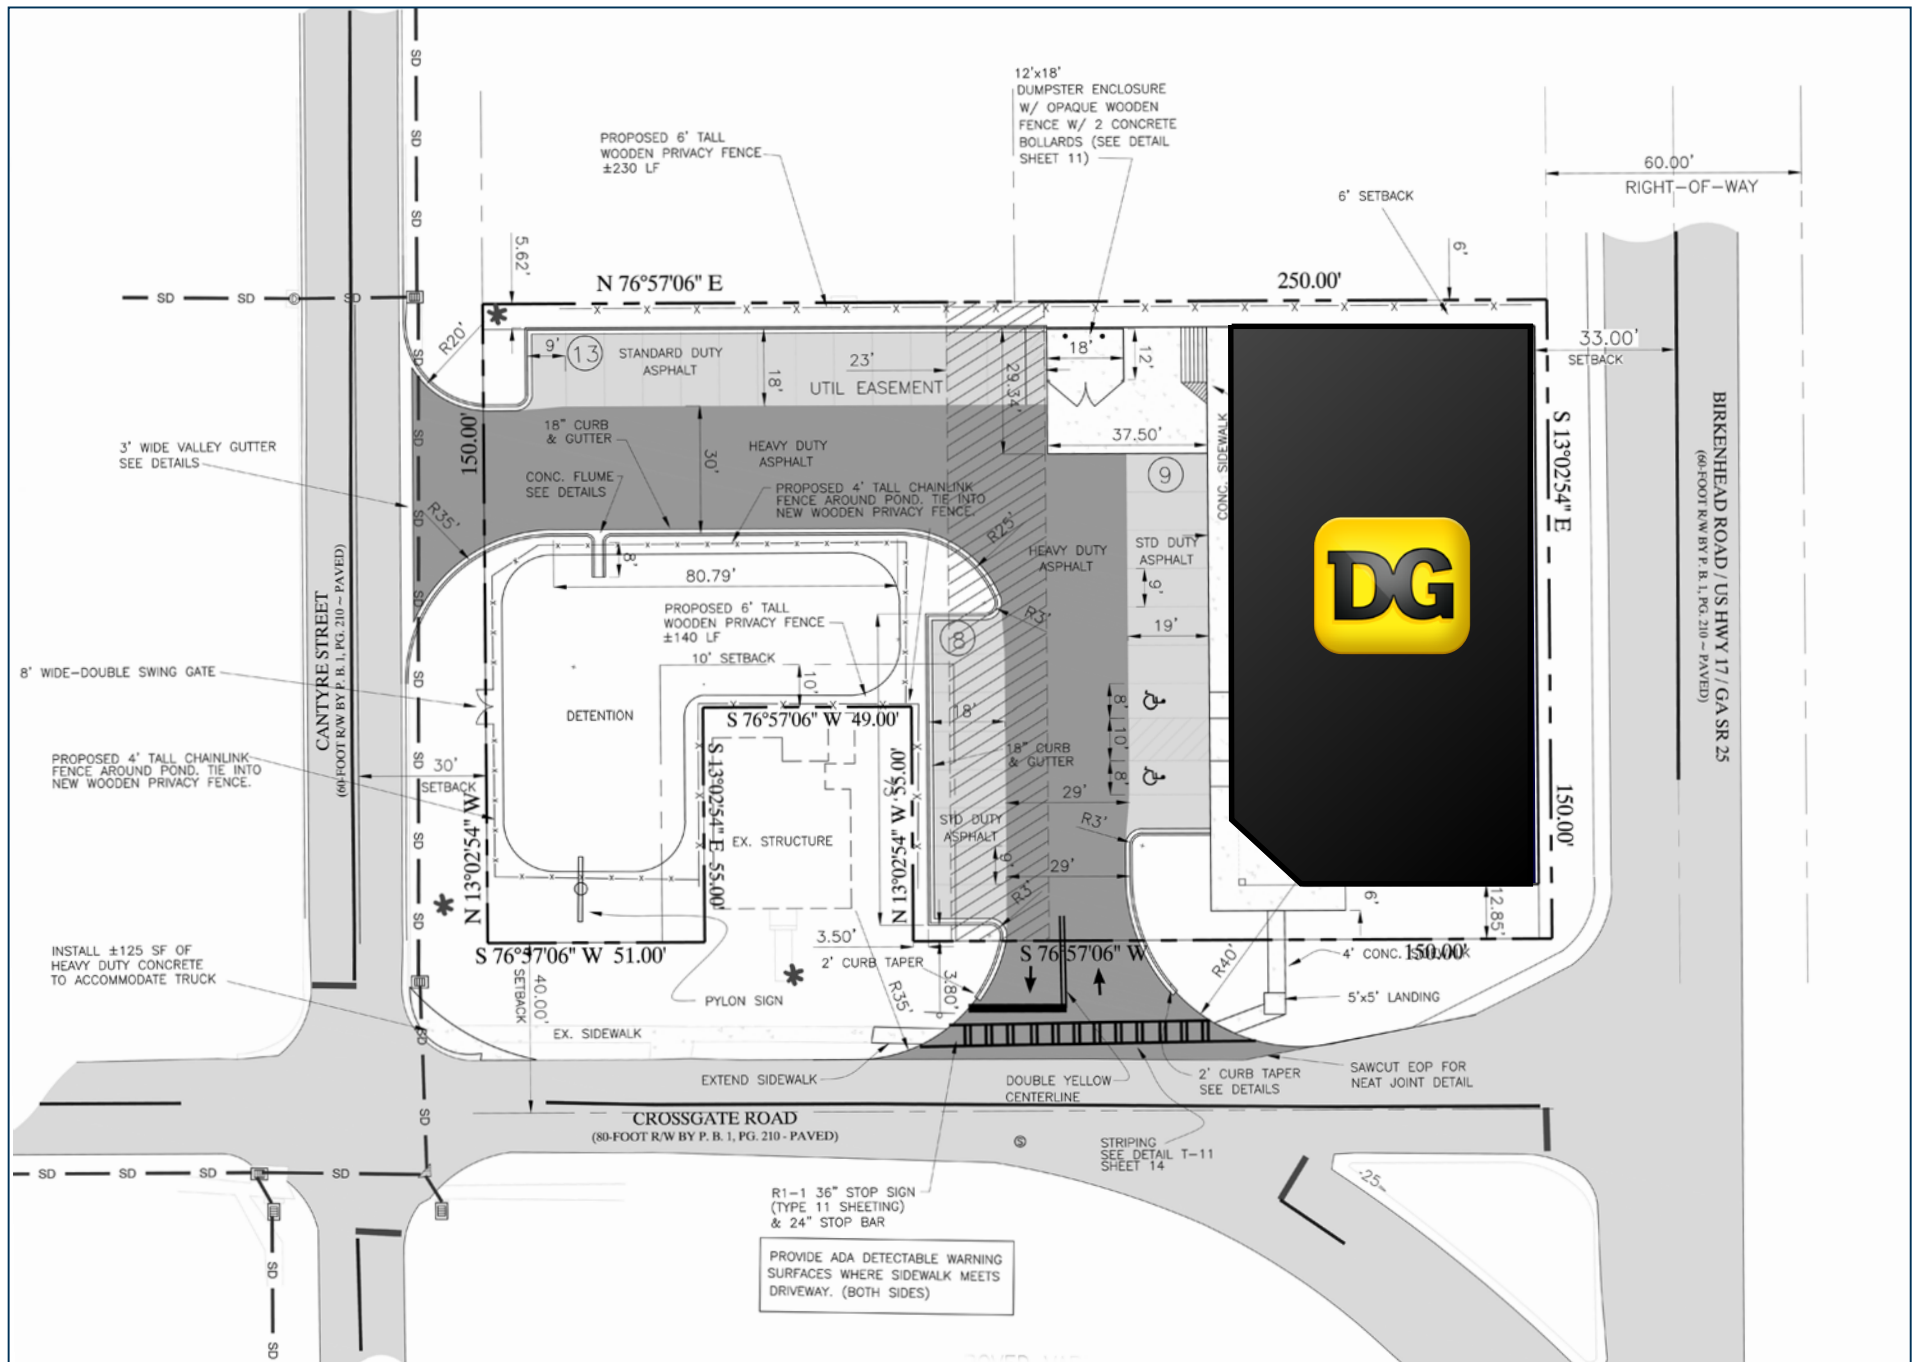 12'x18'
DUMPSTER ENCLOSURE
W/ OPAQUE WOODEN
FENCE W/ 2 CONCRETE
BOLLARDS (SEE DETAIL
SHEET 11)
PROPOSED 6' TALL
WOODEN PRIVACY FENCE
±230 LF
60.00'
RIGHT-OF-WAY
6' SETBACK
5.62'
6'
N 76°57'06" E
250.00'
SD
SD
SD
SD
SD
SD
R20'
9'
13
STANDARD DUTY
ASPHALT
18'
23'
UTIL EASEMENT
29.34'
18'
12'
33.00'
SETBACK
150.00'
18" CURB
& GUTTER
30'
HEAVY DUTY
ASPHALT
37.50'
CONC. SIDEWALK
S 13°02'54" E
3' WIDE VALLEY GUTTER
SEE DETAILS
CONC. FLUME
SEE DETAILS
PROPOSED 4' TALL CHAINLINK
FENCE AROUND POND. TIE INTO
NEW WOODEN PRIVACY FENCE.
9
R35'
R25'
HEAVY DUTY
ASPHALT
STD DUTY
ASPHALT
8'
80.79'
9'
DG
BIRKENHEAD ROAD / US HWY 17 / GA SR 25
(60-FOOT R/W BY P. B. 1, PG. 210 ~ PAVED)
CANTYRE STREET
(60-FOOT R/W BY P. B. 1, PG. 210 ~ PAVED)
PROPOSED 6' TALL
WOODEN PRIVACY FENCE
±140 LF
R3'
8
19'
10' SETBACK
10'
8' WIDE-DOUBLE SWING GATE
DETENTION
S 76°57'06" W 49.00'
18'
8'
10'
8'
PROPOSED 4' TALL CHAINLINK
FENCE AROUND POND. TIE INTO
NEW WOODEN PRIVACY FENCE.
30'
SETBACK
18" CURB
& GUTTER
29'
N 13°02'54" W
S 13°02'54" E 55.00'
EX. STRUCTURE
N 13°02'54" W 55.00'
STD DUTY
ASPHALT
R3'
150.00'
9'
29'
R3'
6'
12.85'
INSTALL ±125 SF OF
HEAVY DUTY CONCRETE
TO ACCOMMODATE TRUCK
S 76°57'06" W 51.00'
3.50'
2' CURB TAPER
S 76°57'06" W
150.00'
4' CONC. SIDEWALK
40.00'
SETBACK
PYLON SIGN
R35'
3.80'
R40'
5'x5' LANDING
EX. SIDEWALK
EXTEND SIDEWALK
DOUBLE YELLOW
CENTERLINE
2' CURB TAPER
SEE DETAILS
SAWCUT EOP FOR
NEAT JOINT DETAIL
CROSSGATE ROAD
(80-FOOT R/W BY P. B. 1, PG. 210 - PAVED)
S
STRIPING
SEE DETAIL T-11
SHEET 14
SD
SD
SD
SD
SD
SD
SD
R1-1 36" STOP SIGN
(TYPE 11 SHEETING)
& 24" STOP BAR
25
PROVIDE ADA DETECTABLE WARNING
SURFACES WHERE SIDEWALK MEETS
DRIVEWAY. (BOTH SIDES)